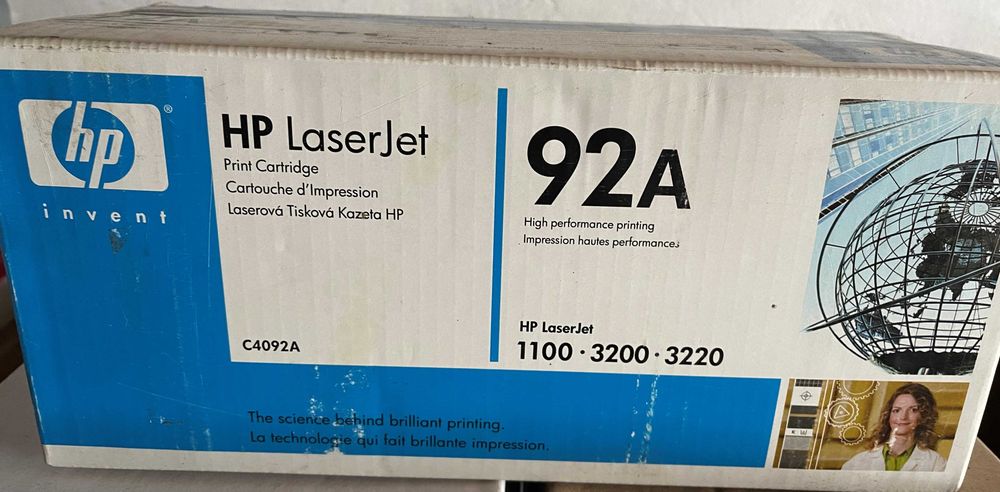 hp®
invent
HP LaserJet
Print Cartridge
Cartouche d'Impression
Laserová Tisková Kazeta HP
C4092A
92A
High performance printing
Impression hautes performances
HP LaserJet
1100 · 3200 · 3220
The science behind brilliant printing.
La technologie qui fait brillante impression.